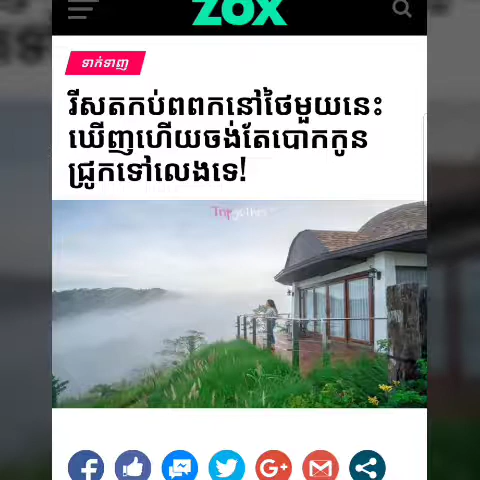 ZOX
ទាក់ទាញ
រីសតកប់ពពកនៅថៃមួយនេះ
ឃើញហើយចង់តែបោកកូន
ជ្រូកទៅលេងទេ!